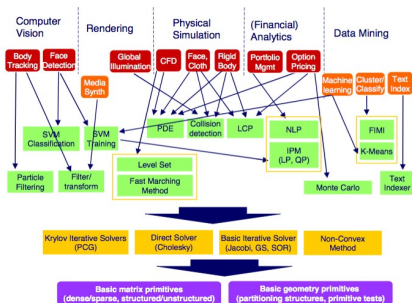 Computer
Vision
Rendering
Physical
Simulation
(Financial)
Analytics
Data Mining
Body
Tracking
Face
Detection
Global
Illumination
CFD
Face,
Cloth
Rigid
Body
Portfolio
Mgmt
Option
Pricing
Media
Synth
Machine
learning
Cluster/
Classify
Text
Index
SVM
Classification
SVM
Training
PDE
Collision
detection
LCP
NLP
FIMI
IPM
(LP, QP)
K-Means
Level Set
Fast Marching
Method
Particle
Filtering
Filter/
transform
Monte Carlo
Text
Indexer
Krylov Iterative Solvers
(PCG)
Direct Solver
(Cholesky)
Basic Iterative Solver
(Jacobi, GS, SOR)
Non-Convex
Method
Basic matrix primitives
(dense/sparse, structured/unstructured)
Basic geometry primitives
(partitioning structures, primitive tests)